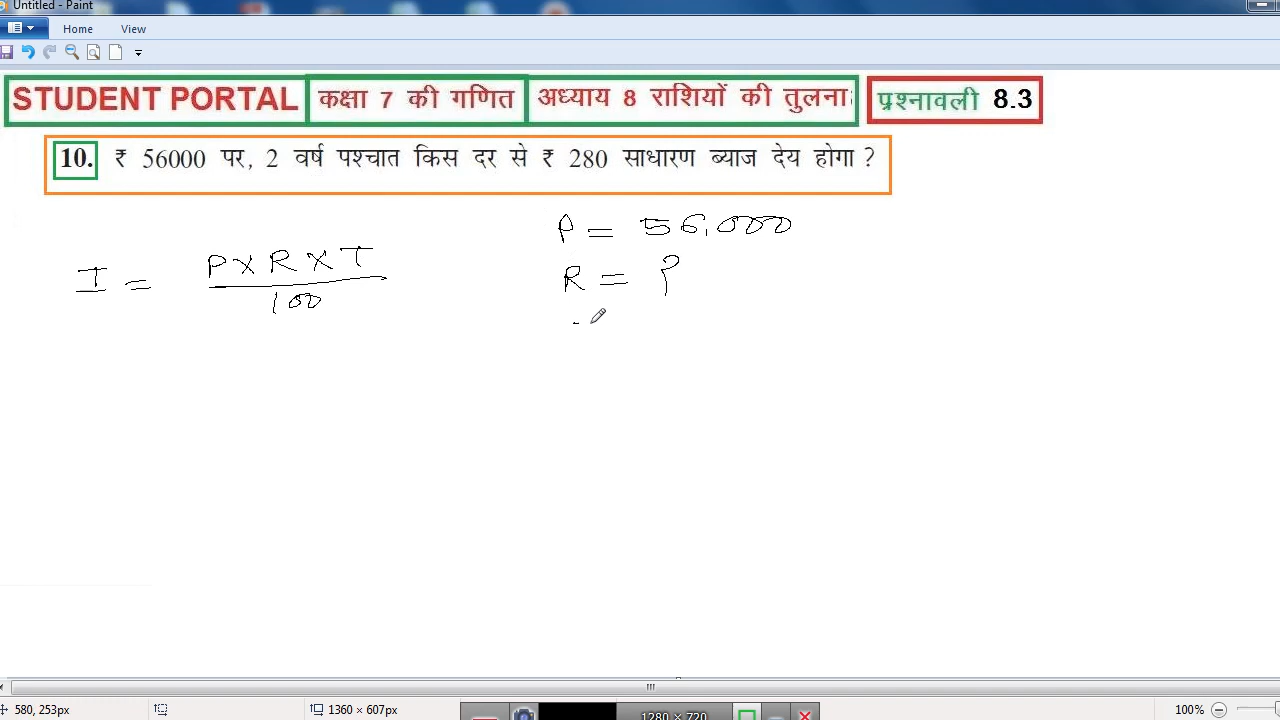 Untitled - Paint
Home View
STUDENT PORTAL कक्षा 7 की गणित अध्याय 8 राशियों की तुलना प्रश्नावली 8.3
10. ₹ 56000 पर, 2 वर्ष पश्चात किस दर से ₹ 280 साधारण ब्याज देय होगा ?
P = 56,000
I = P X R X T
100
R = ?
580, 253px 1360 × 607px 1280 × 720 100%